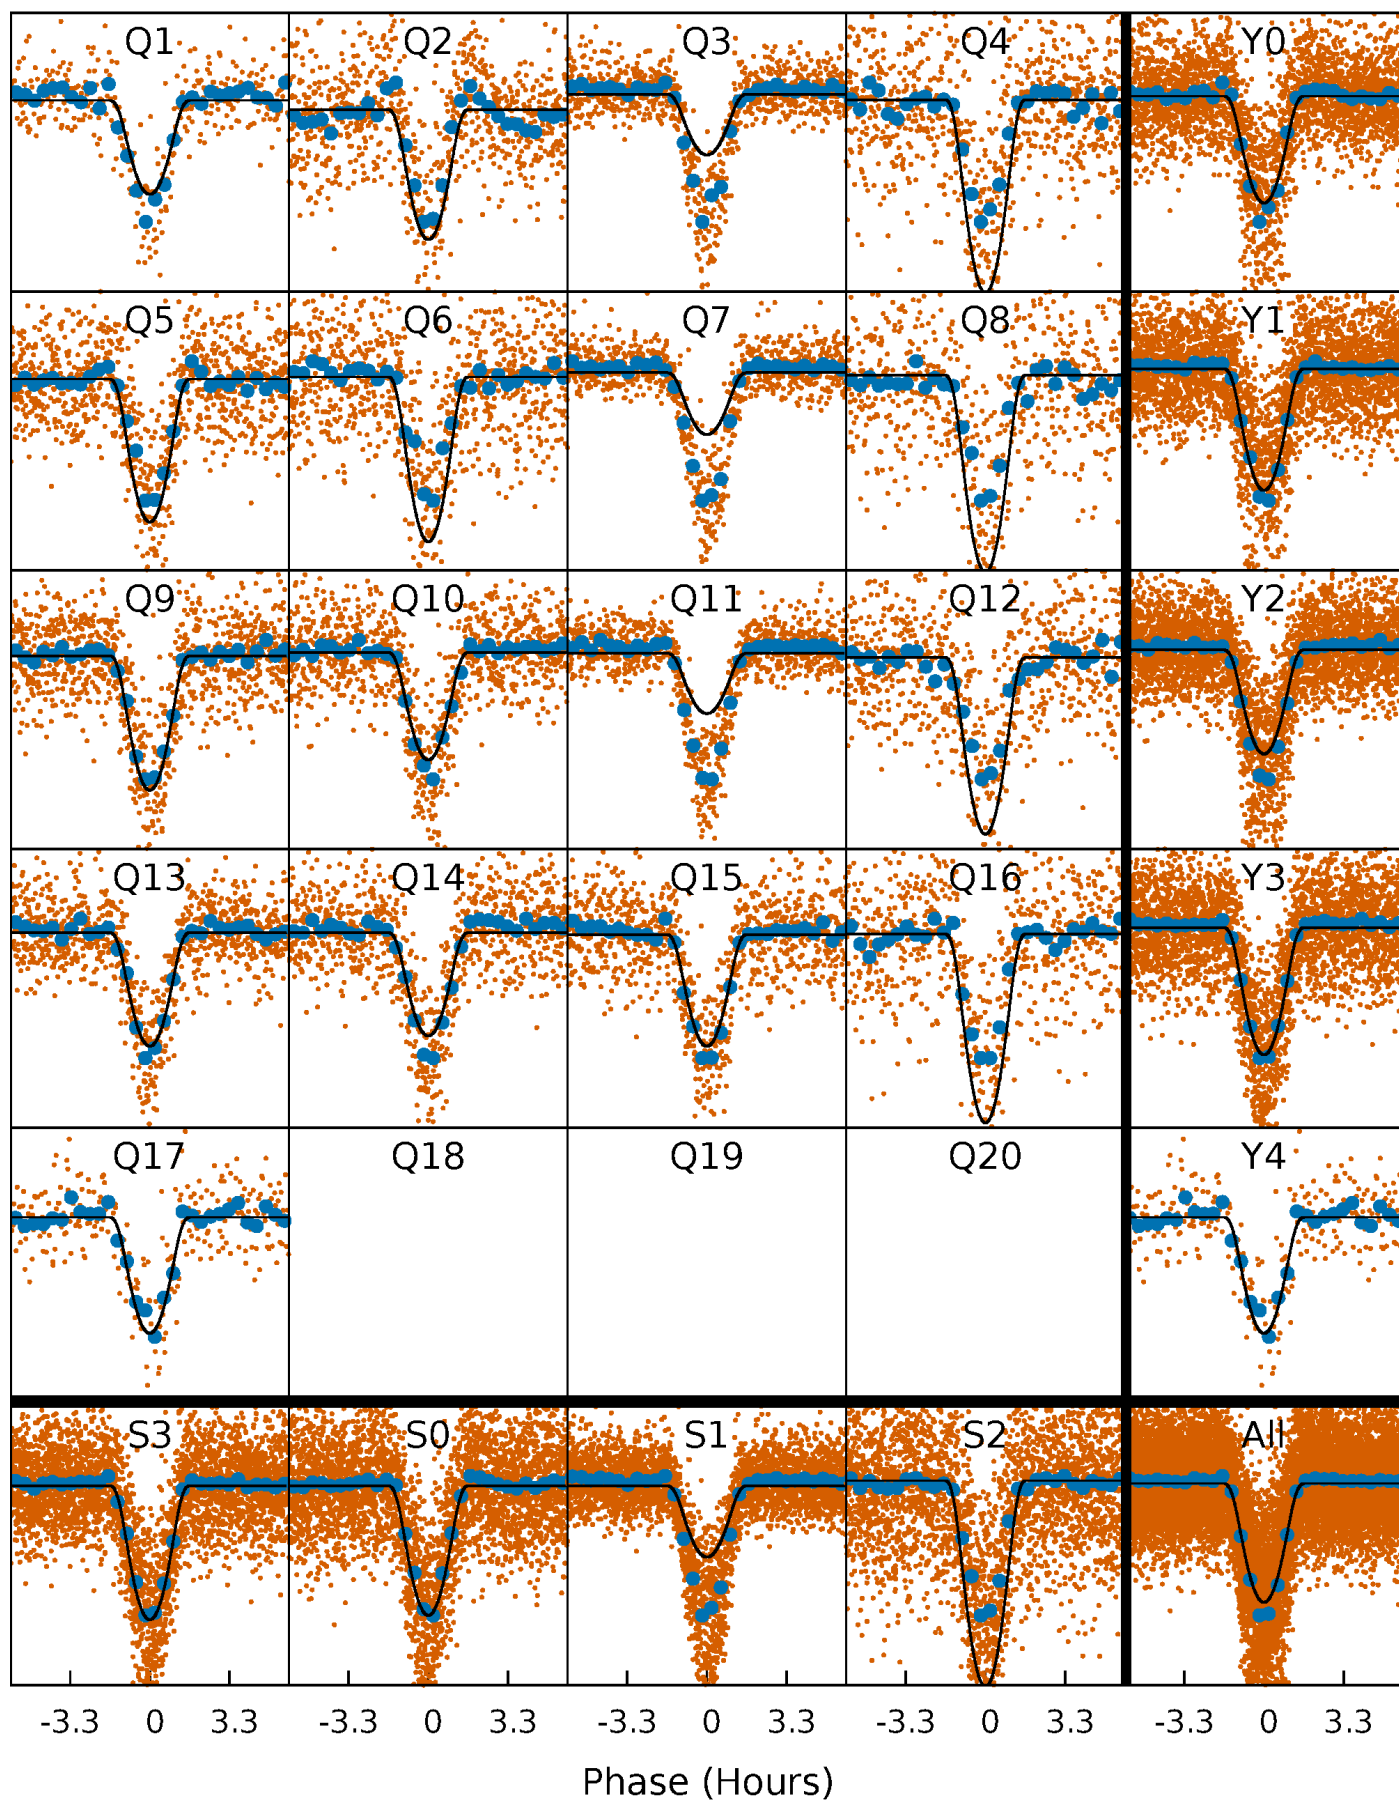 Q1 Q2 Q3 Q4 Y0
Q5 Q6 Q7 Q8 Y1
Q9 Q10 Q11 Q12 Y2
Q13 Q14 Q15 Q16 Y3
Q17 Q18 Q19 Q20 Y4
S3 S0 S1 S2 All
-3.3 0 3.3 -3.3 0 3.3 -3.3 0 3.3 -3.3 0 3.3 -3.3 0 3.3
Phase (Hours)